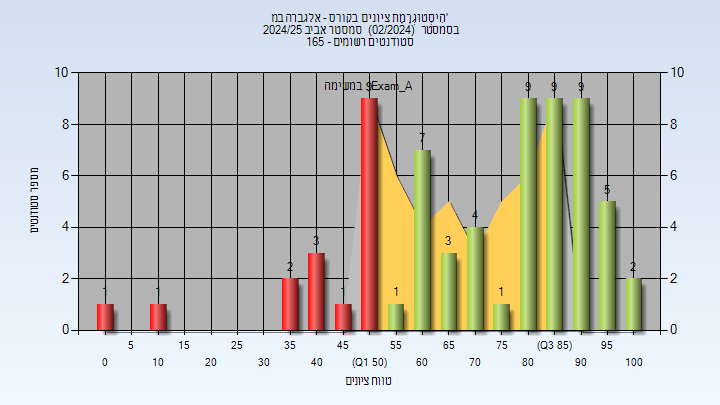 היסטוגרמת ציונים בקורס - אלגברה במ'
בסמסטר (02/2024) סמסטר אביב 2024/25
סטודנטים רשומים - 165
במשימה Exam_A
10 8 6 4 2 0
10 8 6 4 2 0
מספר סטודנטים
1 1 2 3 1 9 1 7 3 4 1 9 9 9 5 2
5 15 25 35 45 55 65 75 (Q3 85) 95
0 10 20 30 40 (Q1 50) 60 70 80 90 100
טווח ציונים